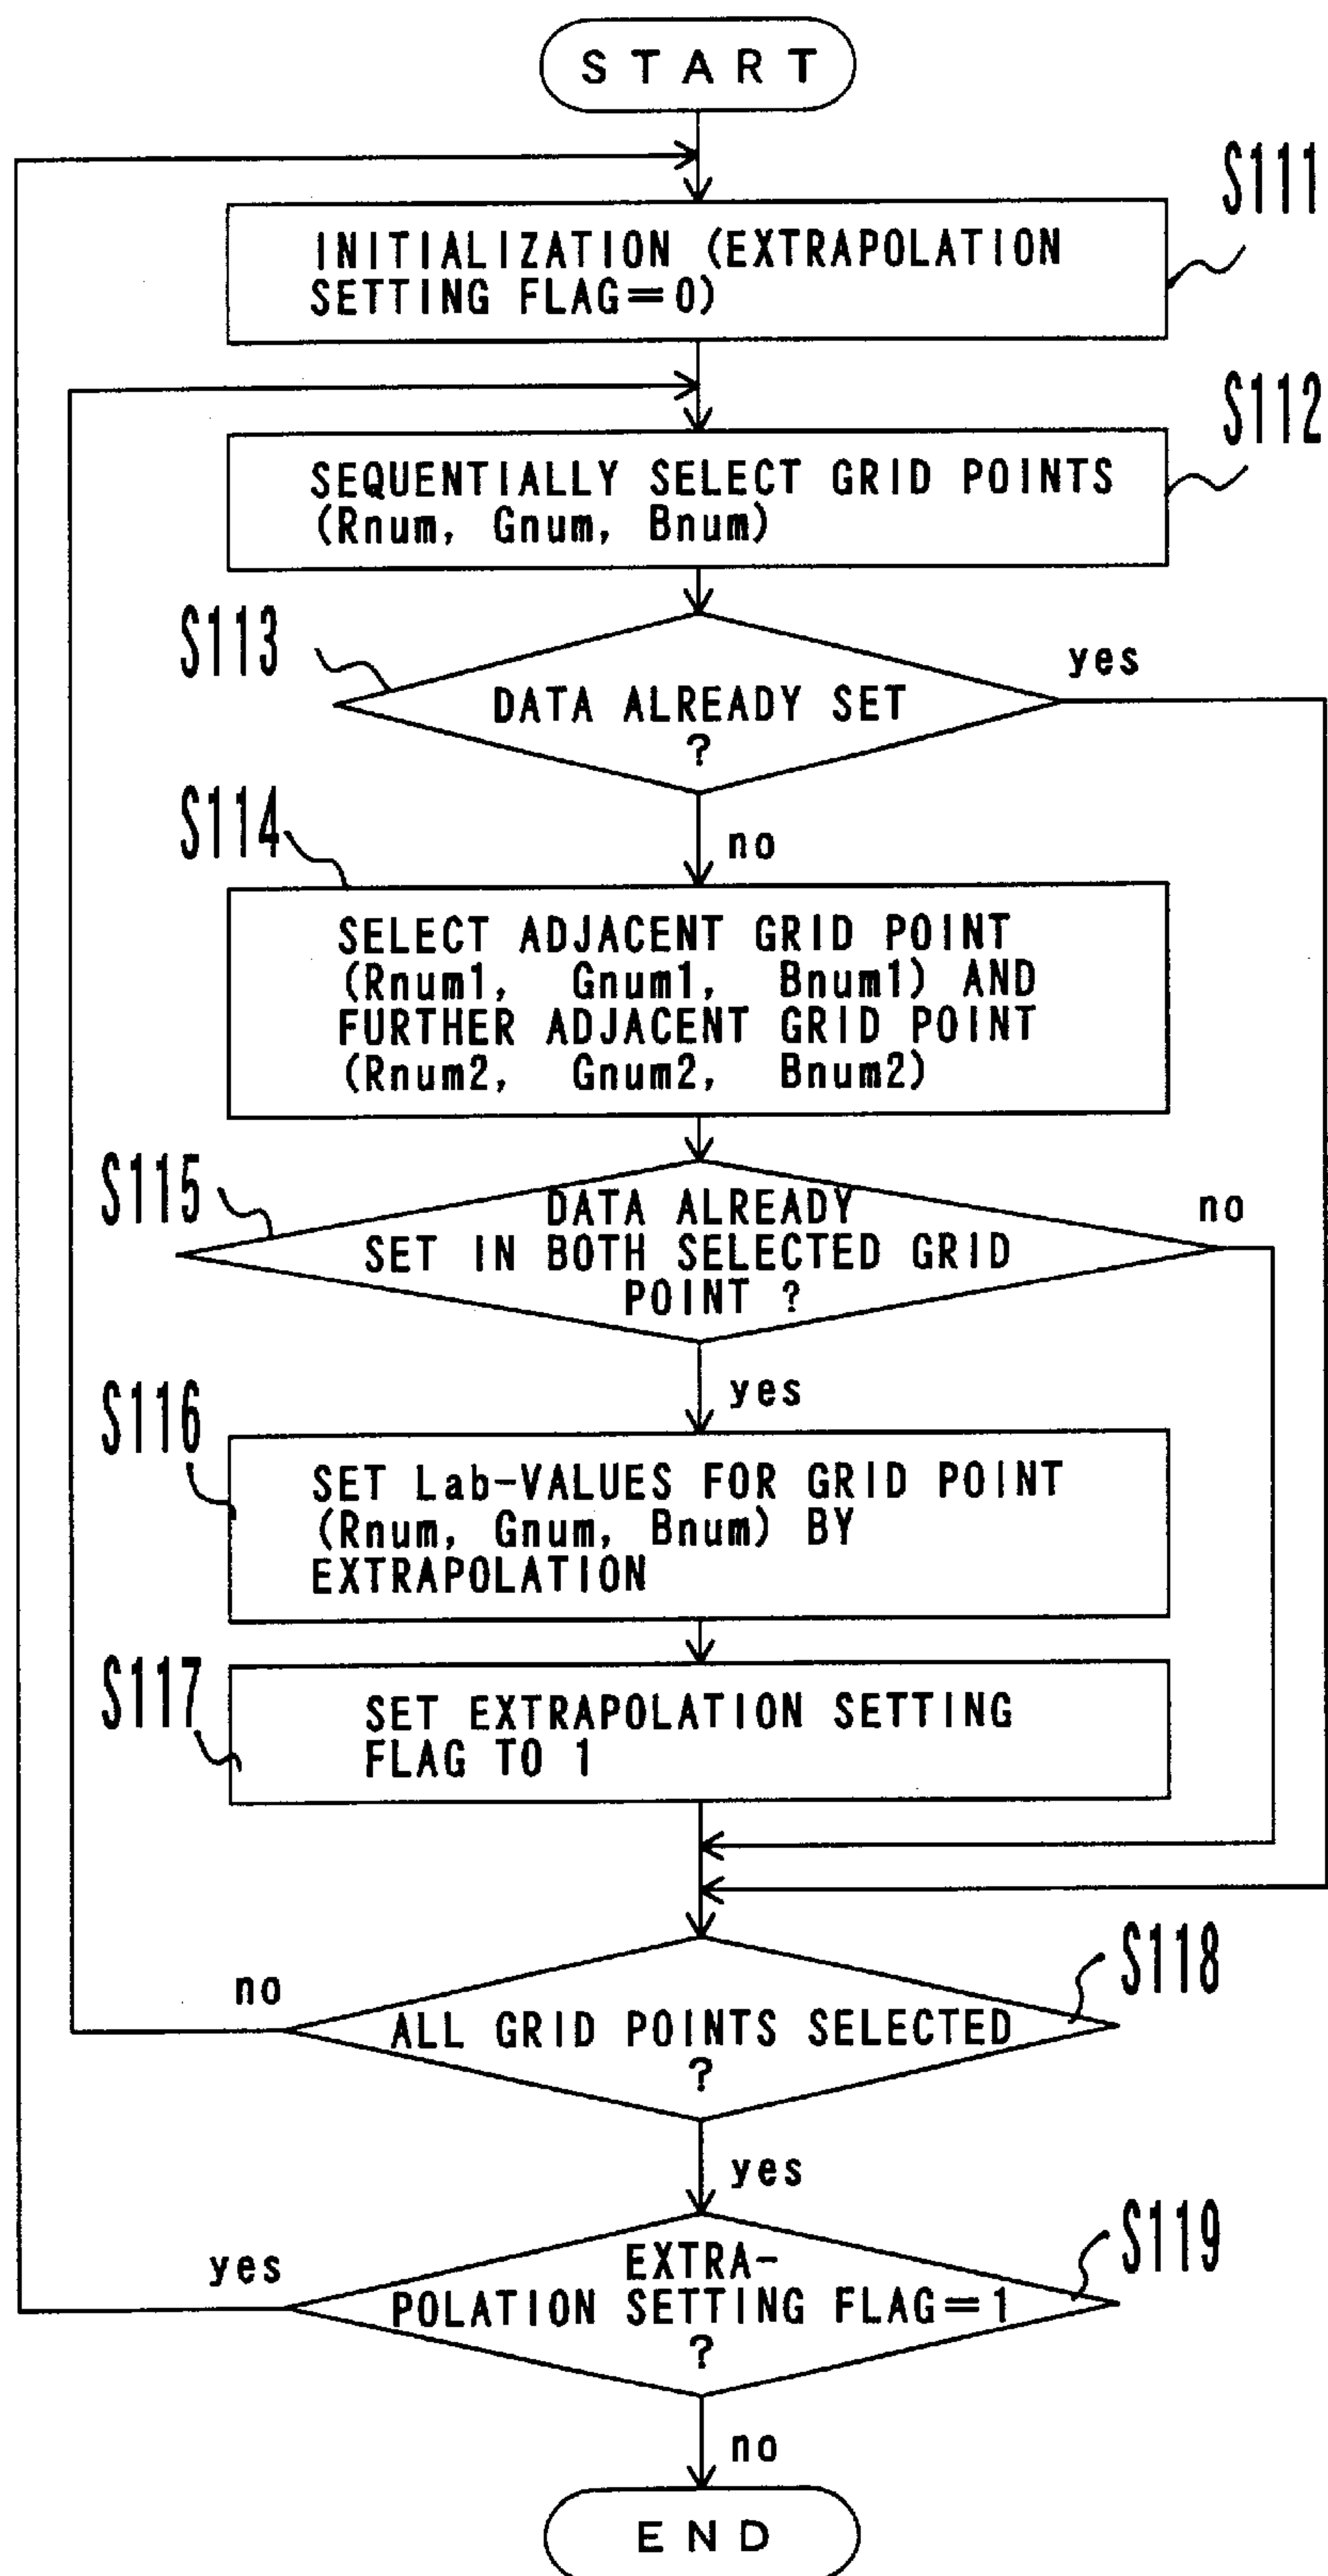 START
S111
INITIALIZATION (EXTRAPOLATION
SETTING FLAG=0)
S112
SEQUENTIALLY SELECT GRID POINTS
(Rnum, Gnum, Bnum)
S113
yes
DATA ALREADY SET
?
S114
no
SELECT ADJACENT GRID POINT
(Rnum1, Gnum1, Bnum1) AND
FURTHER ADJACENT GRID POINT
(Rnum2, Gnum2, Bnum2)
S115
no
DATA ALREADY
SET IN BOTH SELECTED GRID
POINT ?
yes
S116
SET Lab-VALUES FOR GRID POINT
(Rnum, Gnum, Bnum) BY
EXTRAPOLATION
S117
SET EXTRAPOLATION SETTING
FLAG TO 1
S118
no
ALL GRID POINTS SELECTED
?
yes
S119
yes
EXTRA-
POLATION SETTING FLAG=1
?
no
END